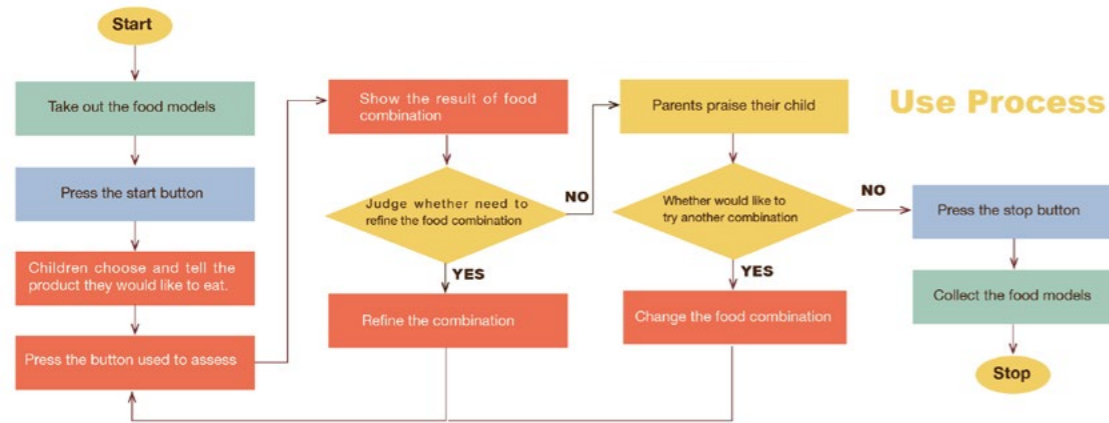 Start
Take out the food models
Press the start button
Children choose and tell the
product they would like to eat.
Press the button used to assess
Show the result of food
combination
Judge whether need to
refine the food combination
NO
YES
Refine the combination
Parents praise their child
Whether would like to
try another combination
NO
YES
Change the food combination
Use Process
Press the stop button
Collect the food models
Stop